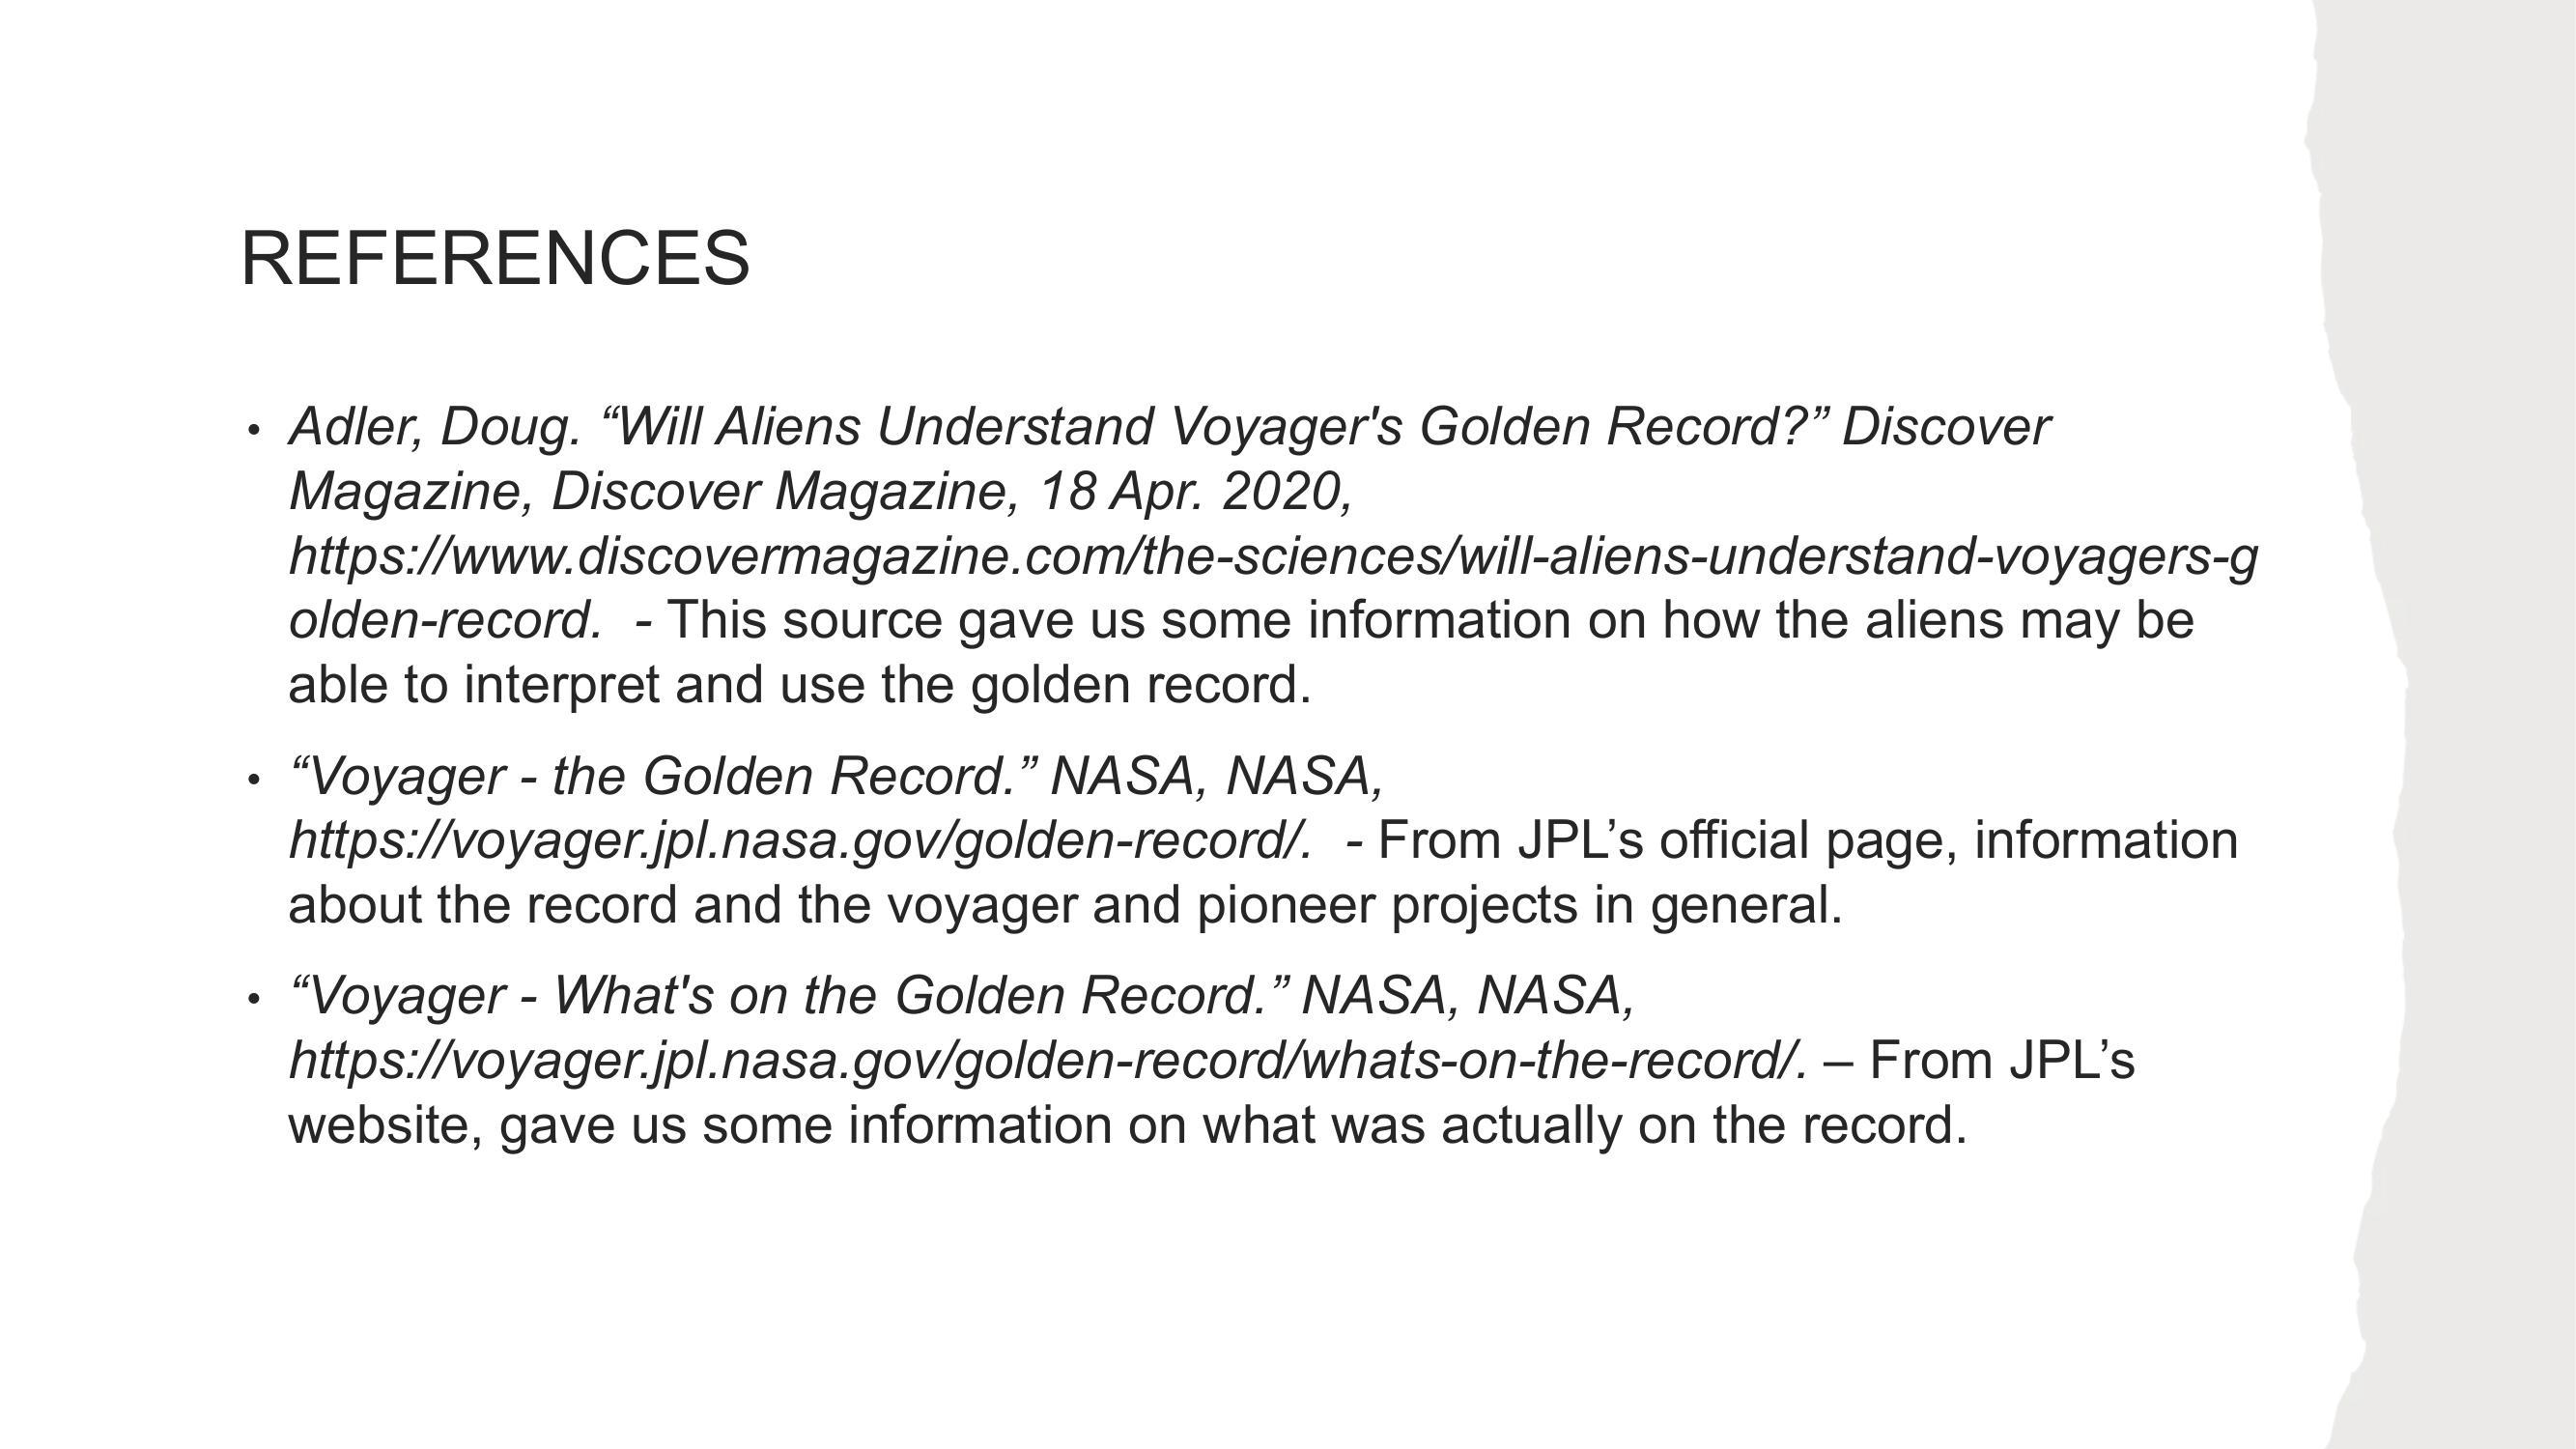 REFERENCES
• Adler, Doug. “Will Aliens Understand Voyager's Golden Record?” Discover
Magazine, Discover Magazine, 18 Apr. 2020,
https://www.discovermagazine.com/the-sciences/will-aliens-understand-voyagers-g
olden-record.  - This source gave us some information on how the aliens may be
able to interpret and use the golden record.
• “Voyager - the Golden Record.” NASA, NASA,
https://voyager.jpl.nasa.gov/golden-record/.  - From JPL’s official page, information
about the record and the voyager and pioneer projects in general.
• “Voyager - What's on the Golden Record.” NASA, NASA,
https://voyager.jpl.nasa.gov/golden-record/whats-on-the-record/. – From JPL’s
website, gave us some information on what was actually on the record.